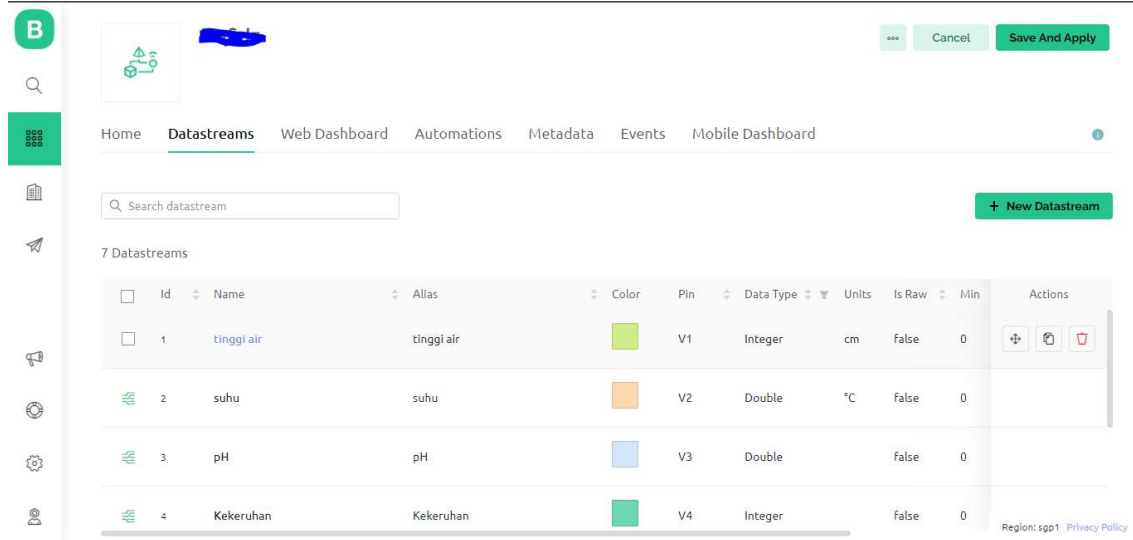 B
Cancel Save And Apply
Home Datastreams Web Dashboard Automations Metadata Events Mobile Dashboard
Search datastream
+ New Datastream
7 Datastreams
Id Name Alias Color Pin Data Type Units Is Raw Min Actions
1 tinggi air tinggi air V1 Integer cm false 0
2 suhu suhu V2 Double °C false 0
3 pH pH V3 Double false 0
4 Kekeruhan Kekeruhan V4 Integer false 0
Region: sgp1 Privacy Policy